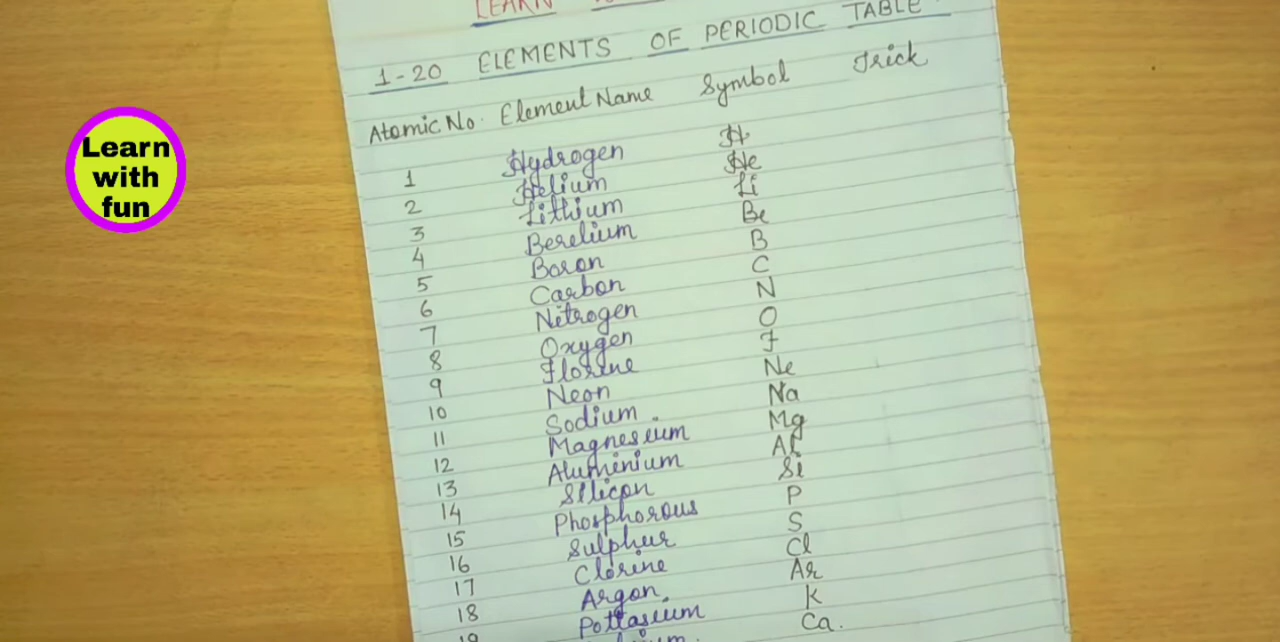 LEARN
1-20 ELEMENTS OF PERIODIC TABLE
Atomic No. Element Name Symbol Trick
1 Hydrogen H
2 Helium He
3 Lithium Li
4 Berelium Be
5 Boron B
6 Carbon C
7 Nitrogen N
8 Oxygen O
9 Florine F
10 Neon Ne
11 Sodium Na
12 Magnesium Mg
13 Aluminium Al
14 Silicon Si
15 Phosphorous P
16 Sulphur S
17 Clorine Cl
18 Argon Ar
19 Pottasium K
Ca.
Learn
with
fun